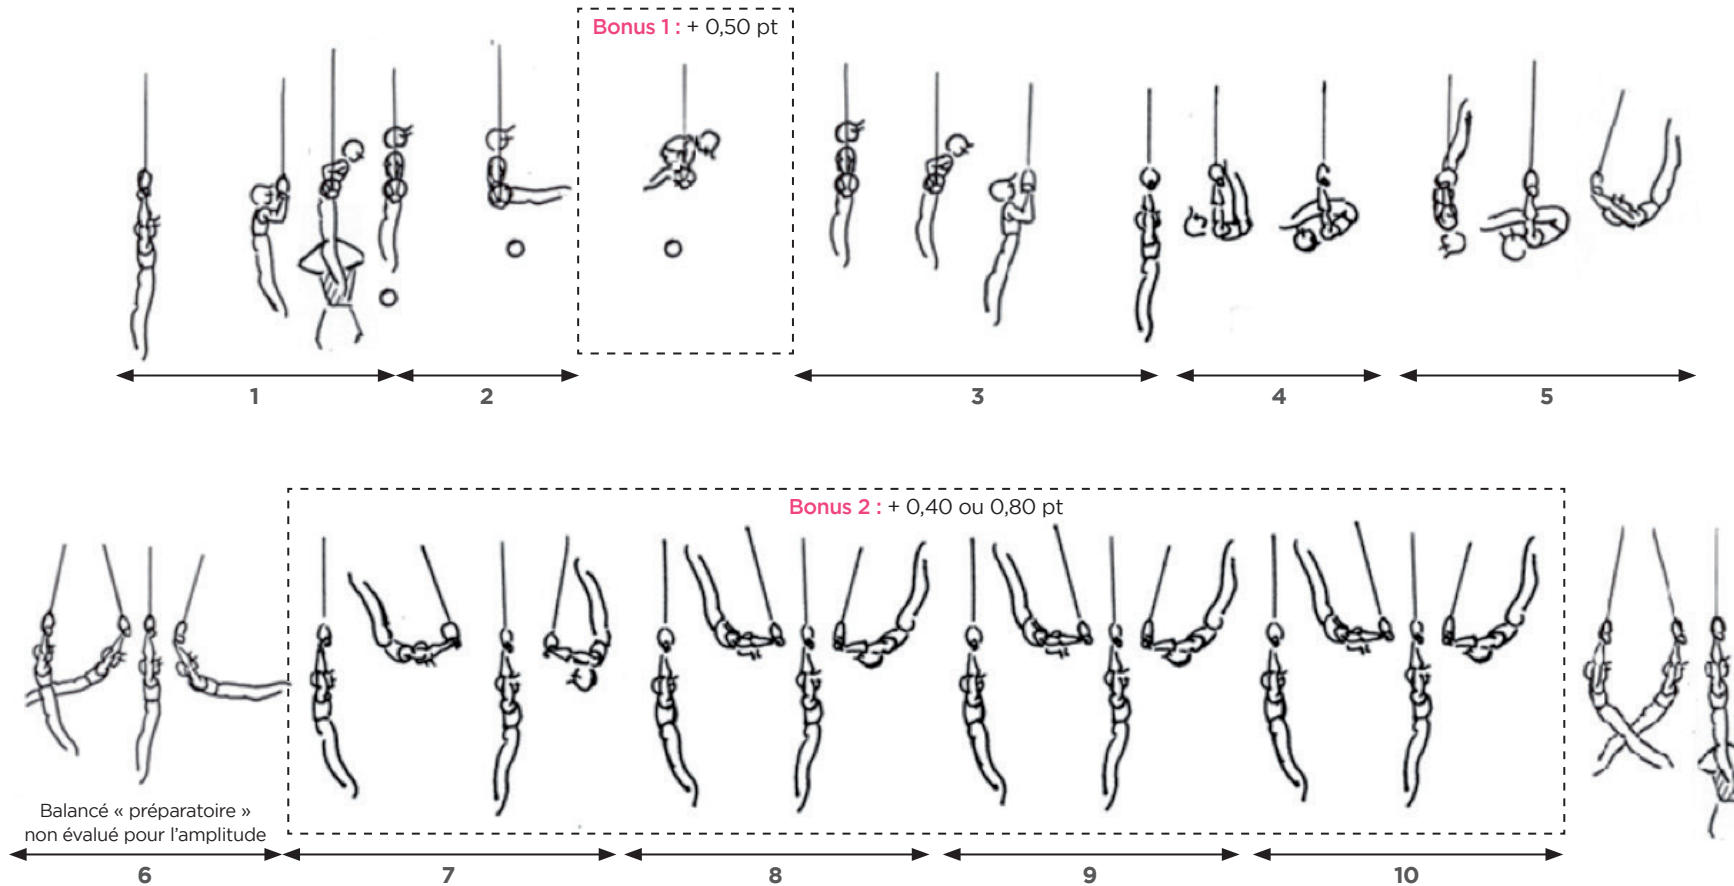 Bonus 1 : + 0,50 pt
1
2
3
4
5
Bonus 2 : + 0,40 ou 0,80 pt
Balancé « préparatoire »
non évalué pour l'amplitude
6
7
8
9
10